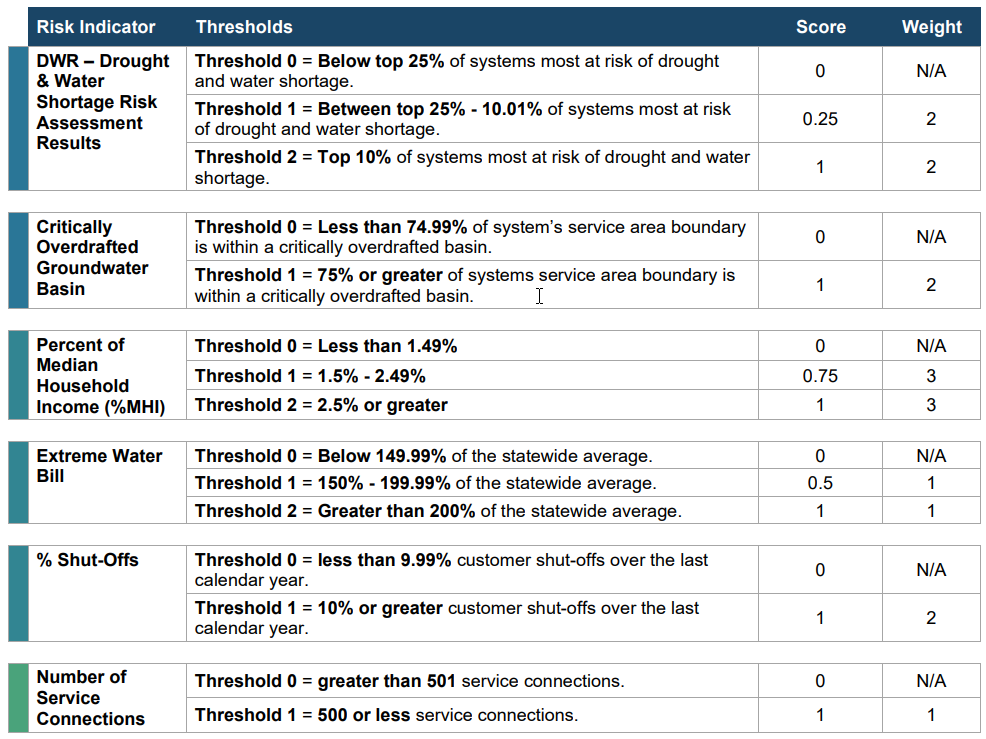 Risk Indicator Thresholds Score Weight
DWR – Drought
& Water
Shortage Risk
Assessment
Results
Threshold 0 = Below top 25% of systems most at risk of drought
and water shortage.
0 N/A
Threshold 1 = Between top 25% - 10.01% of systems most at risk
of drought and water shortage.
0.25 2
Threshold 2 = Top 10% of systems most at risk of drought and water
shortage.
1 2
Critically
Overdrafted
Groundwater
Basin
Threshold 0 = Less than 74.99% of system’s service area boundary
is within a critically overdrafted basin.
0 N/A
Threshold 1 = 75% or greater of systems service area boundary is
within a critically overdrafted basin.
1 2
Percent of
Median
Household
Income (%MHI)
Threshold 0 = Less than 1.49% 0 N/A
Threshold 1 = 1.5% - 2.49% 0.75 3
Threshold 2 = 2.5% or greater 1 3
Extreme Water
Bill
Threshold 0 = Below 149.99% of the statewide average. 0 N/A
Threshold 1 = 150% - 199.99% of the statewide average. 0.5 1
Threshold 2 = Greater than 200% of the statewide average. 1 1
% Shut-Offs
Threshold 0 = less than 9.99% customer shut-offs over the last
calendar year.
0 N/A
Threshold 1 = 10% or greater customer shut-offs over the last
calendar year.
1 2
Number of
Service
Connections
Threshold 0 = greater than 501 service connections. 0 N/A
Threshold 1 = 500 or less service connections. 1 1